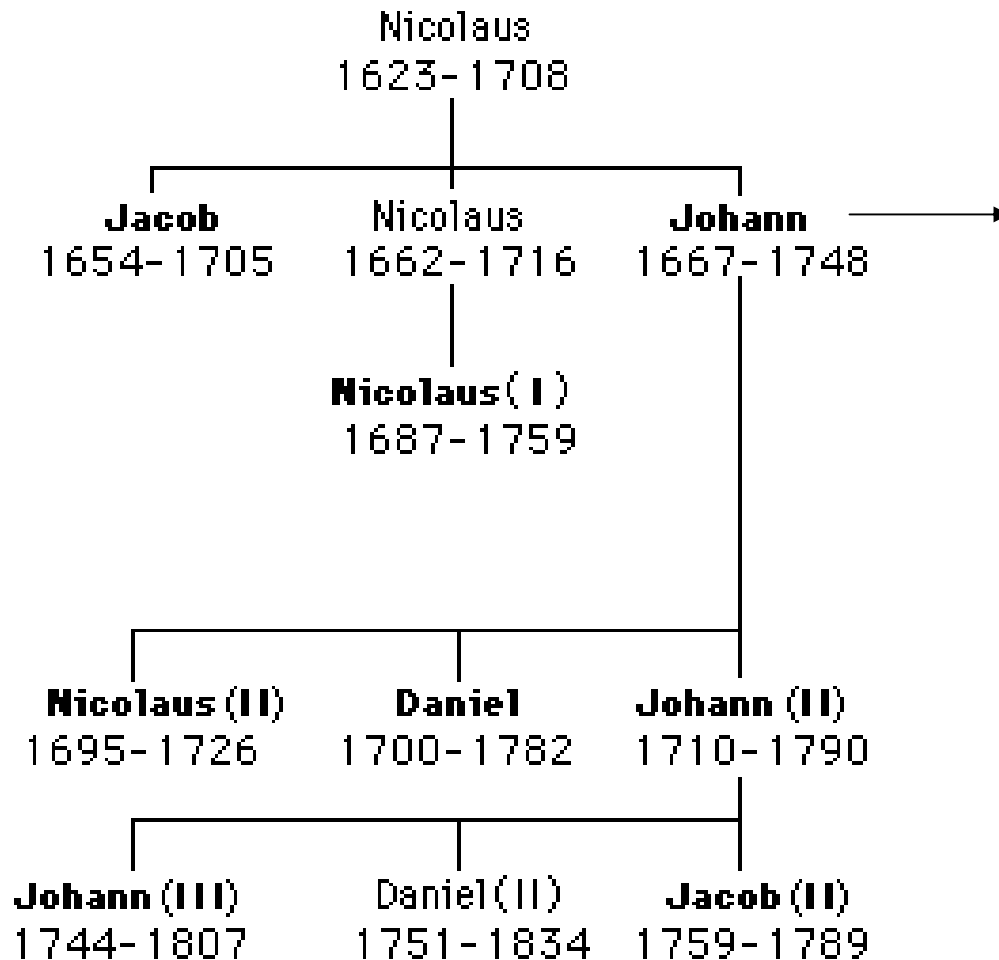 Nicolaus
1623-1708
Jacob Nicolaus Johann
1654-1705 1662-1716 1667-1748
Nicolaus(I)
1687-1759
Nicolaus(II) Daniel Johann(II)
1695-1726 1700-1782 1710-1790
Johann(III) Daniel(II) Jacob(II)
1744-1807 1751-1834 1759-1789